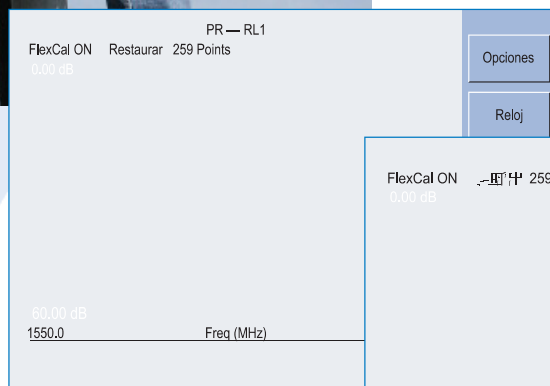 PR — RL1
FlexCal ON Restaurar 259 Points
0.00 dB
Opciones
Reloj
FlexCal ON 259
0.00 dB
60.00 dB
1550.0 Freq (MHz)